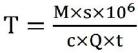 T = M×s×10⁶ / c×Q×t